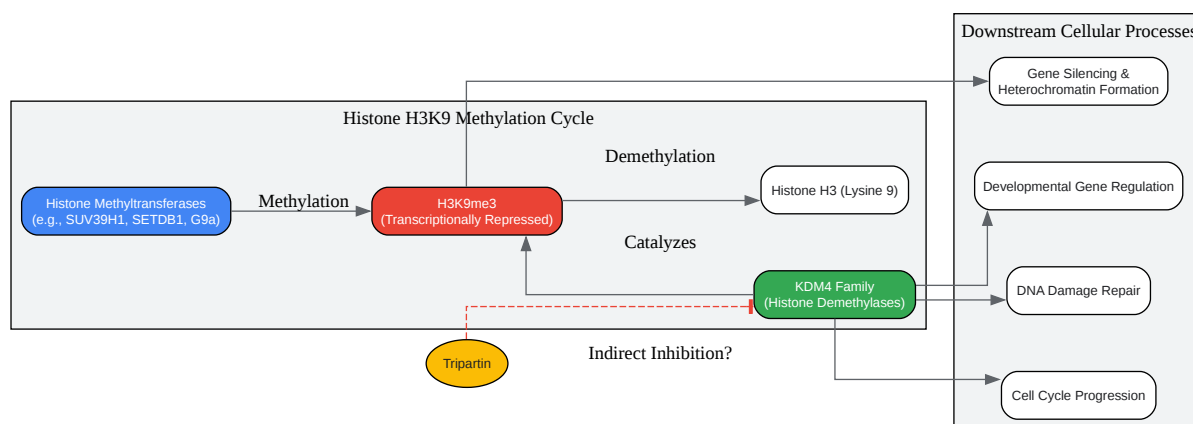 Downstream Cellular Processes
Gene Silencing &
Heterochromatin Formation
Histone H3K9 Methylation Cycle
Demethylation
Histone Methyltransferases
(e.g., SUV39H1, SETDB1, G9a)
Methylation
H3K9me3
(Transcriptionally Repressed)
Histone H3 (Lysine 9)
Developmental Gene Regulation
Catalyzes
KDM4 Family
(Histone Demethylases)
DNA Damage Repair
Tripartin
Indirect Inhibition?
Cell Cycle Progression